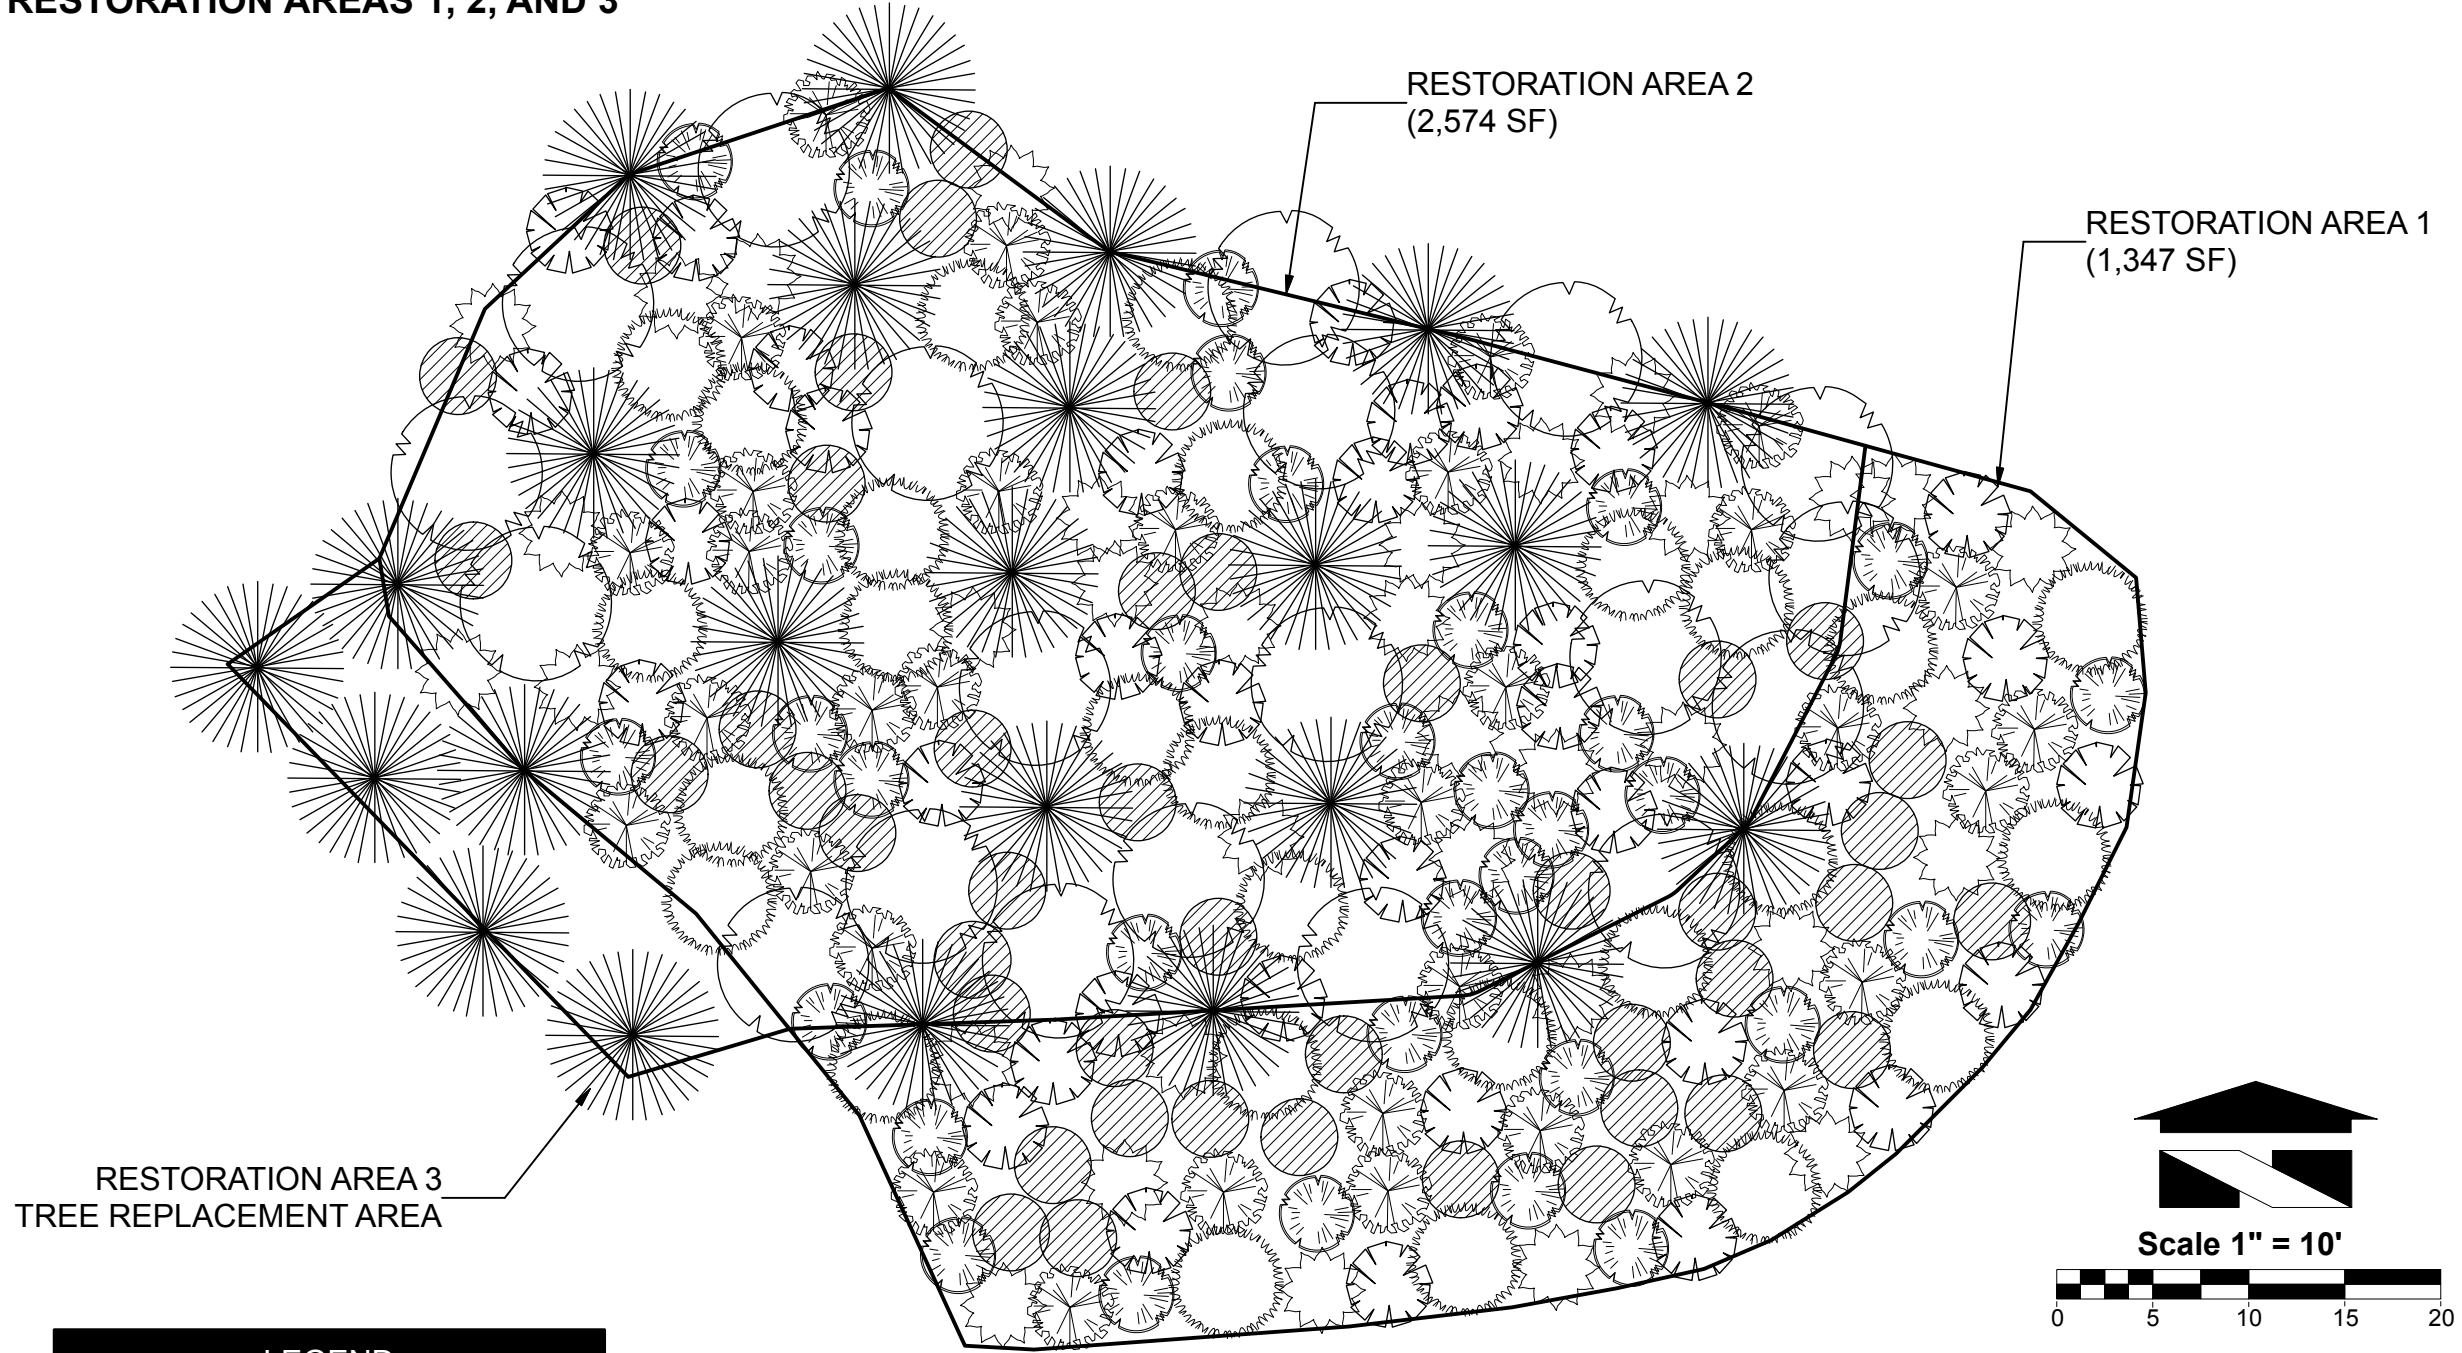 RESTORATION AREAS 1, 2, AND 3
RESTORATION AREA 2
(2,574 SF)
RESTORATION AREA 1
(1,347 SF)
RESTORATION AREA 3
TREE REPLACEMENT AREA
Scale 1" = 10'
0 5 10 15 20
LEGEND